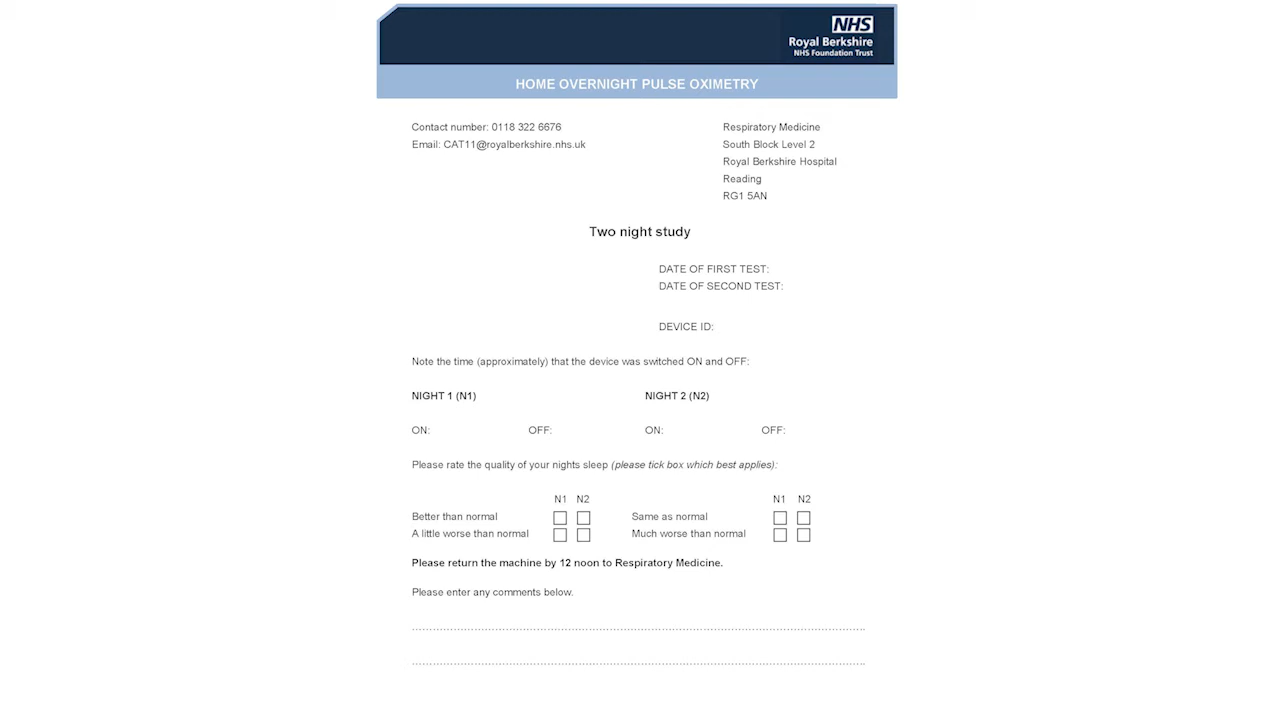 NHS
Royal Berkshire
NHS Foundation Trust
HOME OVERNIGHT PULSE OXIMETRY
Contact number: 0118 322 6676
Email: CAT11@royalberkshire.nhs.uk
Respiratory Medicine
South Block Level 2
Royal Berkshire Hospital
Reading
RG1 5AN
Two night study
DATE OF FIRST TEST:
DATE OF SECOND TEST:
DEVICE ID:
Note the time (approximately) that the device was switched ON and OFF:
NIGHT 1 (N1) NIGHT 2 (N2)
ON: OFF: ON: OFF:
Please rate the quality of your nights sleep (please tick box which best applies):
N1 N2 N1 N2
Better than normal Same as normal
A little worse than normal Much worse than normal
Please return the machine by 12 noon to Respiratory Medicine.
Please enter any comments below.